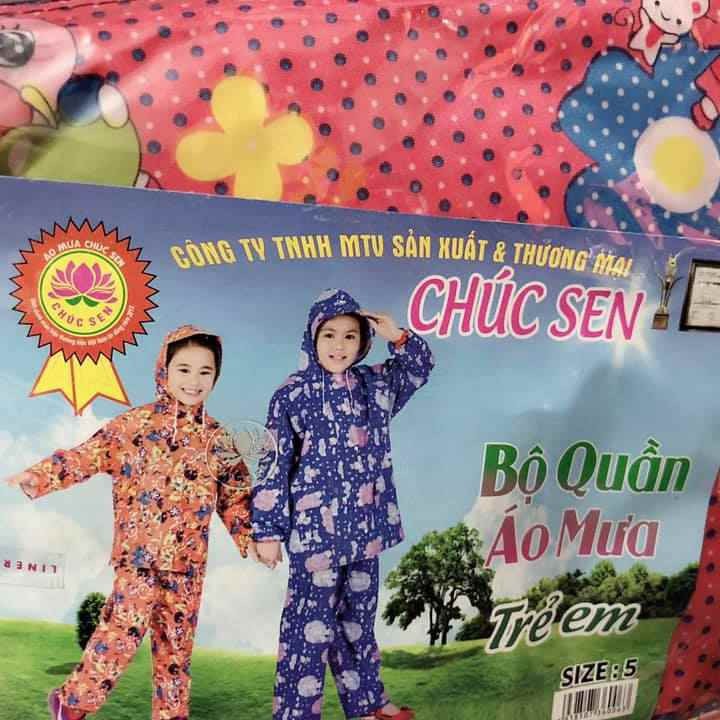 ÁO MƯA CHÚC SEN
CHÚC SEN
CÔNG TY TNHH MTV SẢN XUẤT & THƯƠNG MẠI
CHÚC SEN
Bộ Quần
Áo Mưa
Trẻ em
SIZE : 5
LINER